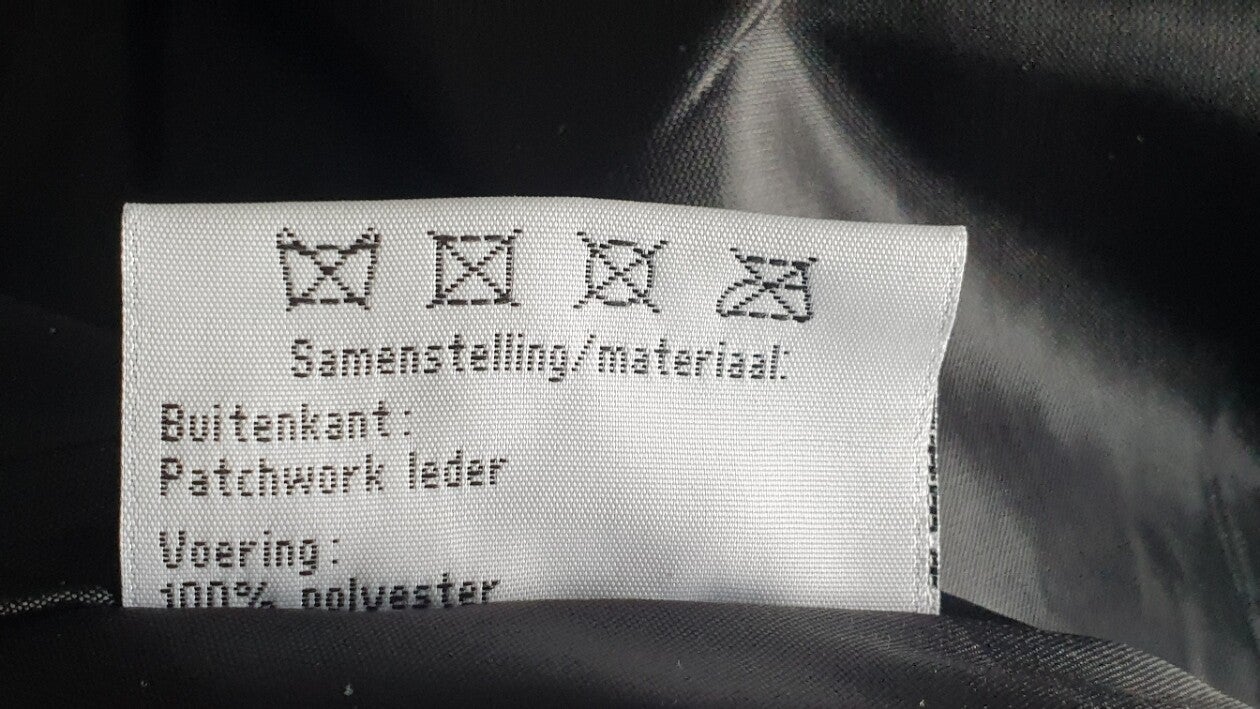 Samenstelling/materiaal:
Buitenkant:
Patchwork leder
Voering:
100% polyester